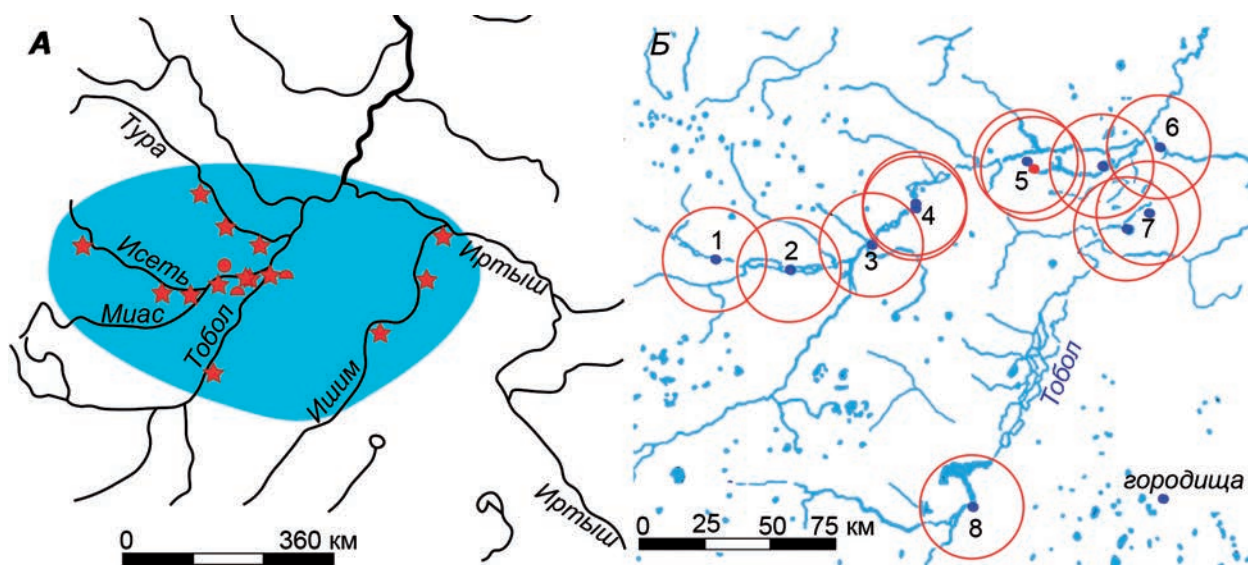 А
Тура
Исеть
Миас
Тобол
Ишим
Иртыш
Иртыш
0 360 км
Б
1
2
3
4
5
6
7
8
Тобол
городища
0 25 50 75 км